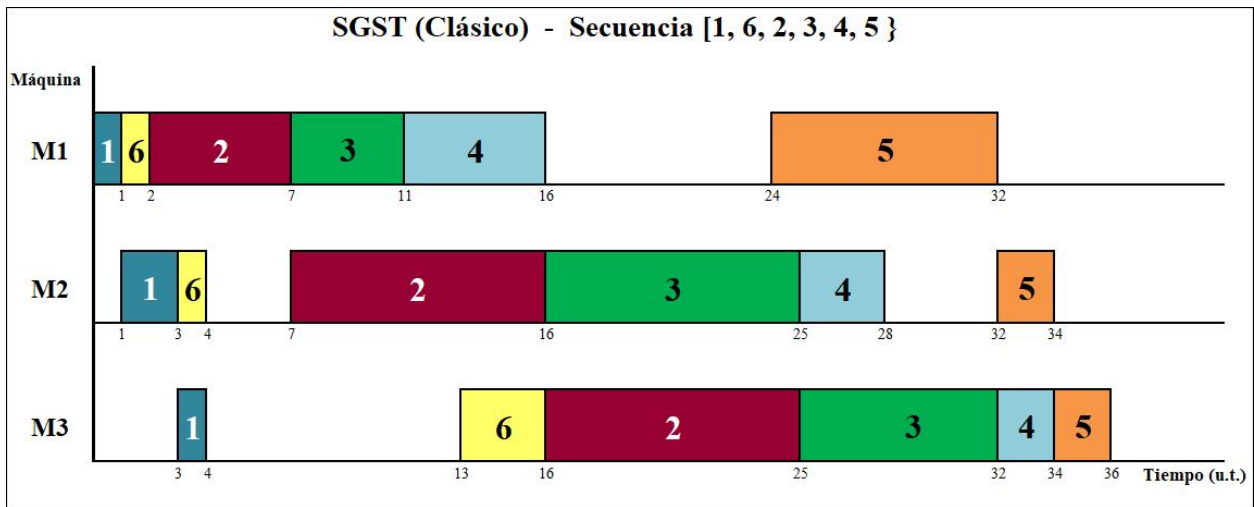 SGST (Clásico) - Secuencia [1, 6, 2, 3, 4, 5 }
Máquina
M1 1 6 2 3 4 5
1 2 7 11 16 24 32
M2 1 6 2 3 4 5
1 3 4 7 16 25 28 32 34
M3 1 6 2 3 4 5
3 4 13 16 25 32 34 36 Tiempo (u.t.)